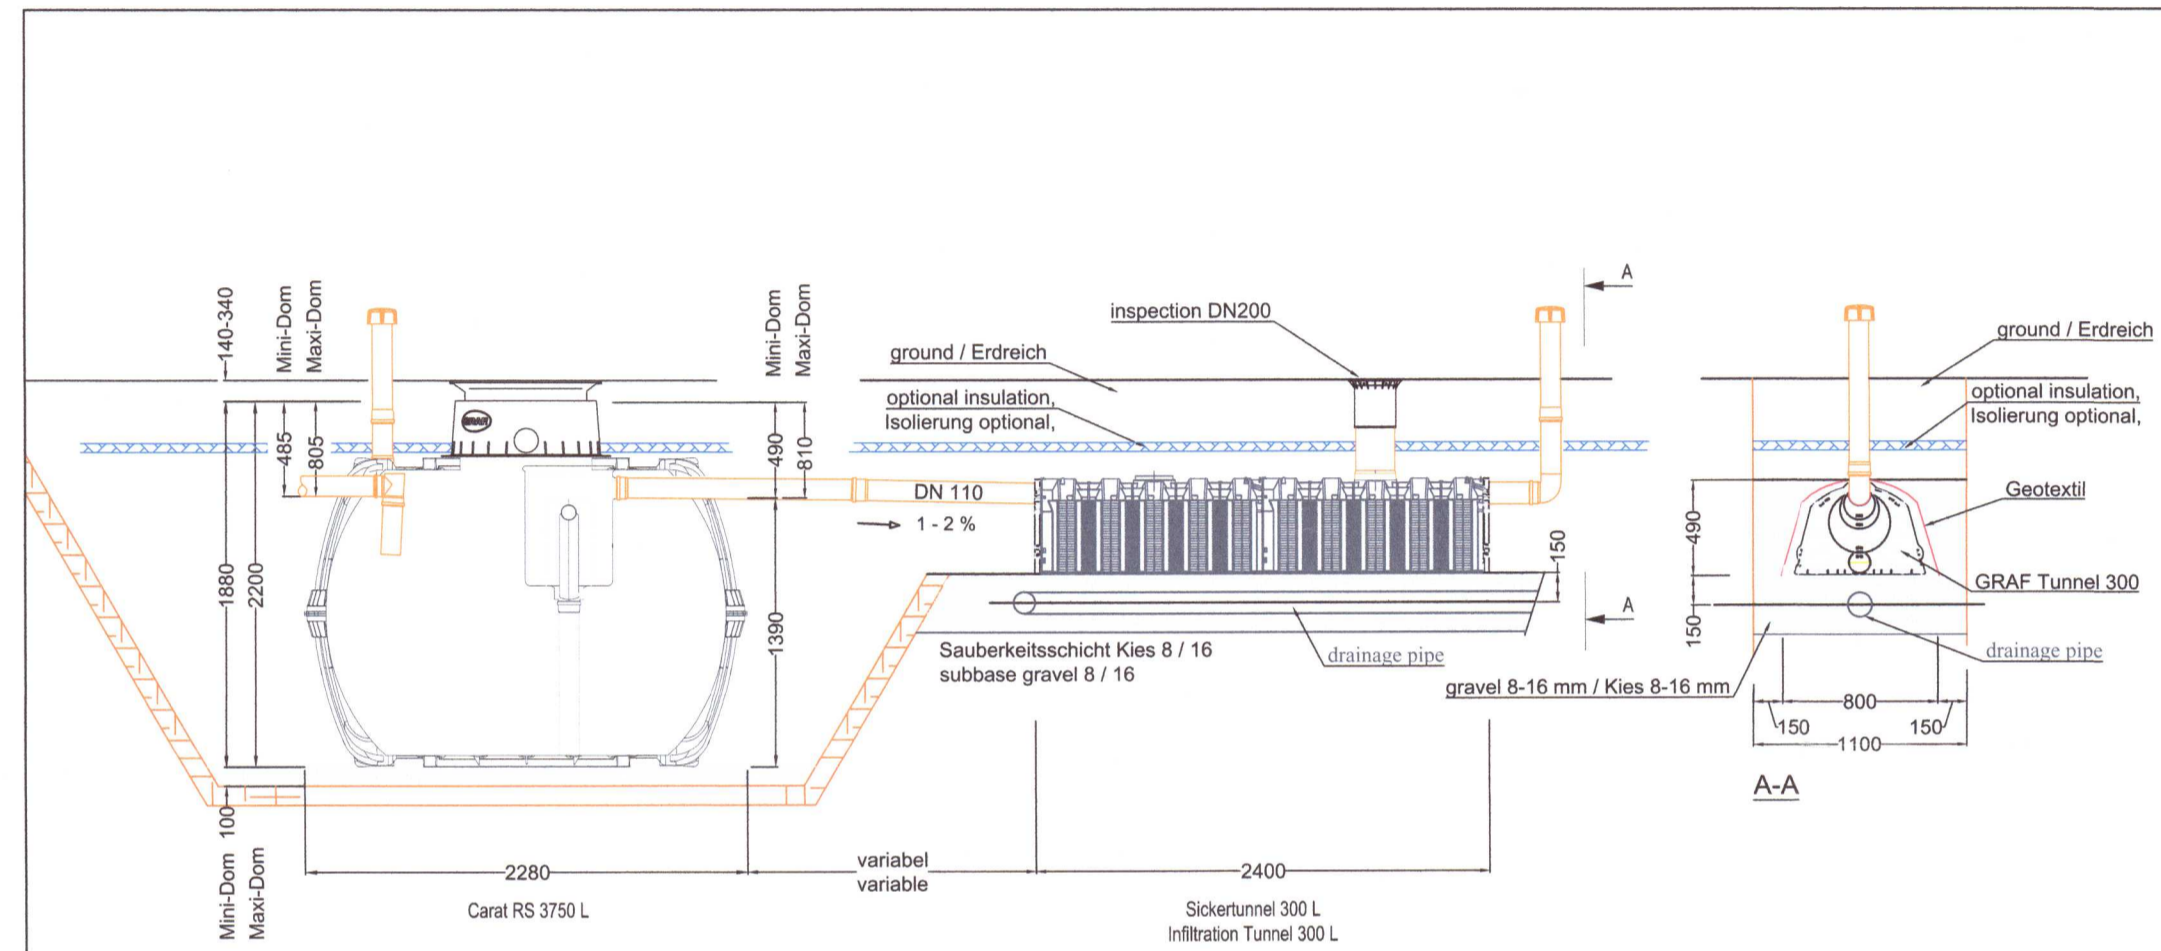 140-340
Mini-Dom
Maxi-Dom
485
805
1880
2200
100
Mini-Dom
Maxi-Dom
GRAF
Mini-Dom
Maxi-Dom
490
810
1390
2280
Carat RS 3750 L
variabel
variable
DN 110
1 - 2 %
ground / Erdreich
optional insulation,
Isolierung optional,
inspection DN200
A
150
A
Sauberkeitsschicht Kies 8 / 16
subbase gravel 8 / 16
drainage pipe
2400
Sickertunnel 300 L
Infiltration Tunnel 300 L
ground / Erdreich
optional insulation,
Isolierung optional,
Geotextil
GRAF Tunnel 300
490
150
drainage pipe
gravel 8-16 mm / Kies 8-16 mm
800
150
150
1100
A-A